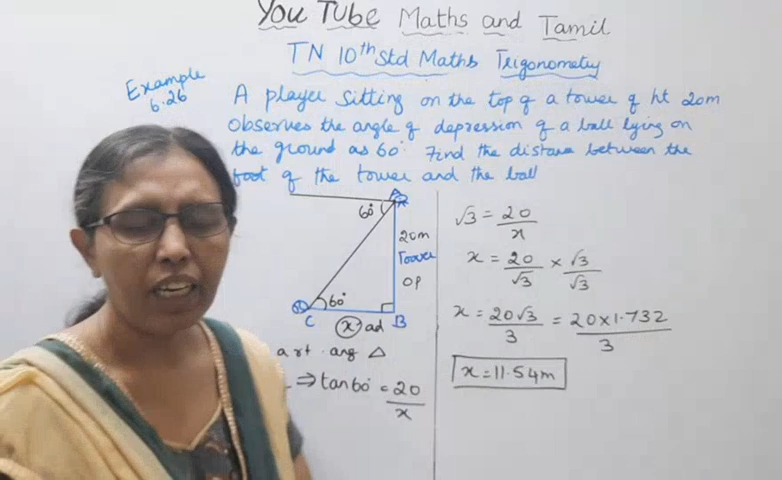 You Tube Maths and Tamil
TN 10th Std Maths Trigonometry
Example
6.26
A player sitting on the top of a tower of ht 20m
observes the angle of depression of a ball lying on
the ground as 60° Find the distance between the
foot of the tower and the ball
A
60°
20m
Tower
op
60°
C
x ad
B
a rt. ang △
⇒ tan60° = 20/x
√3 = 20/x
x = 20/√3 × √3/√3
x = 20√3/3 = 20×1.732/3
x = 11.54m